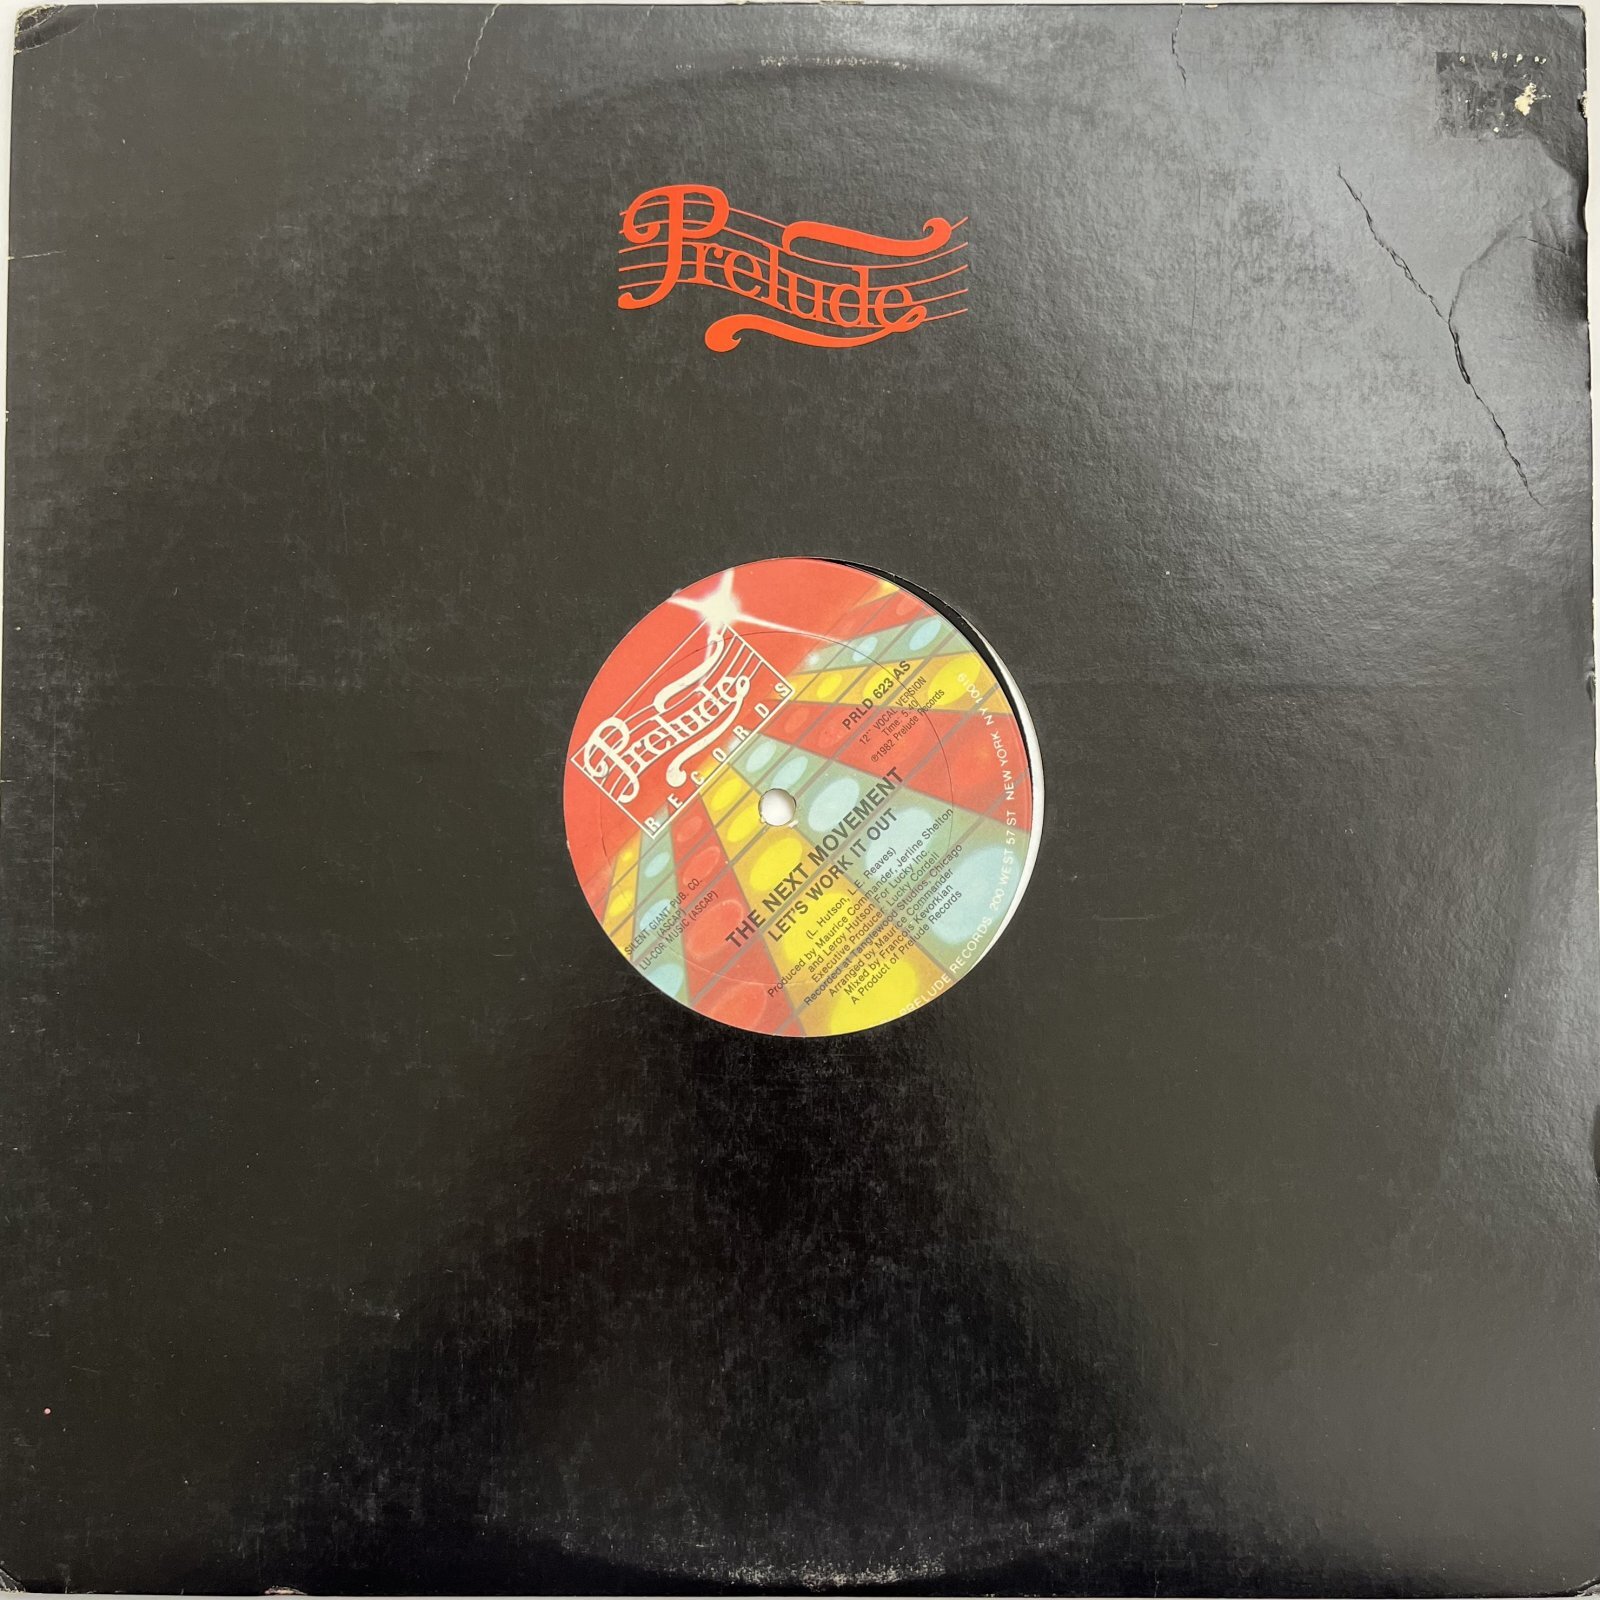 Prelude
Prelude
RECORDS
PRLD 623 AS
12" VOCAL VERSION
Time: 5:40
℗1982 Prelude Records
SILENT GIANT PUB. CO.
(ASCAP)
LU-COR MUSIC (ASCAP)
THE NEXT MOVEMENT
LET'S WORK IT OUT
(L. Hutson, L.E. Reaves)
Produced by Maurice Commander, Jerline Shelton
and Leroy Hutson For Lucky Inc.
Executive Producer: Lucky Cordell
Recorded at Tanglewood Studios, Chicago
Arranged by Maurice Commander
Mixed by François Kevorkian
A Product of Prelude Records
PRELUDE RECORDS. 200 WEST 57 ST NEW YORK NY 10019